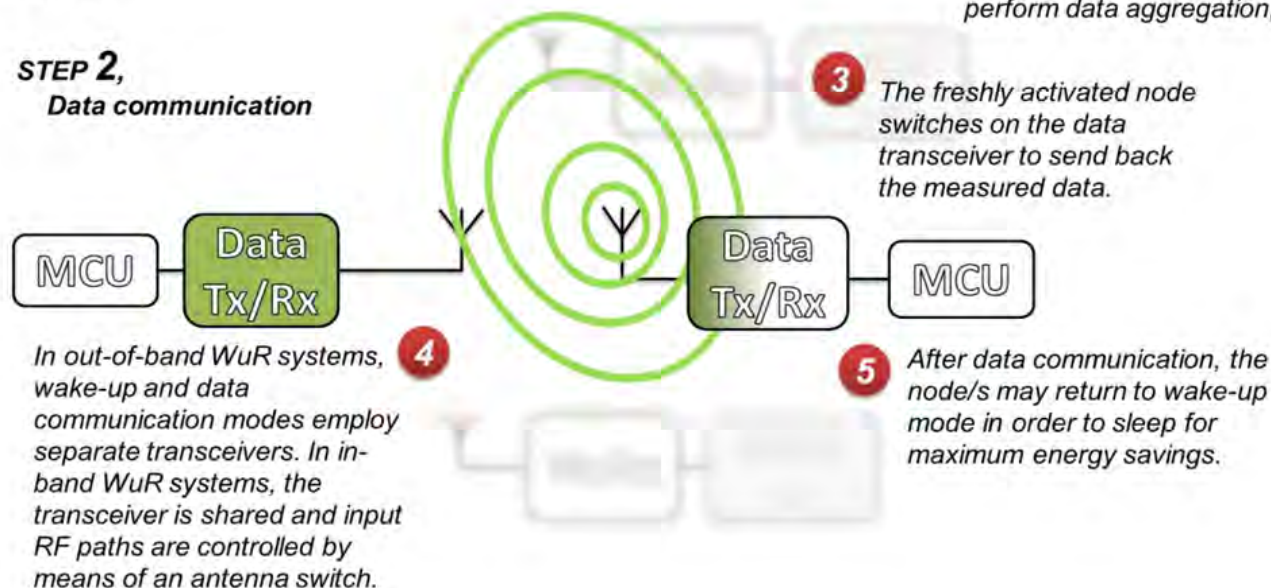 perform data aggregation,
STEP 2,
Data communication
3
The freshly activated node
switches on the data
transceiver to send back
the measured data.
MCU
Data
Tx/Rx
Data
Tx/Rx
MCU
4
In out-of-band WuR systems,
wake-up and data
communication modes employ
separate transceivers. In in-
band WuR systems, the
transceiver is shared and input
RF paths are controlled by
means of an antenna switch.
5
After data communication, the
node/s may return to wake-up
mode in order to sleep for
maximum energy savings.